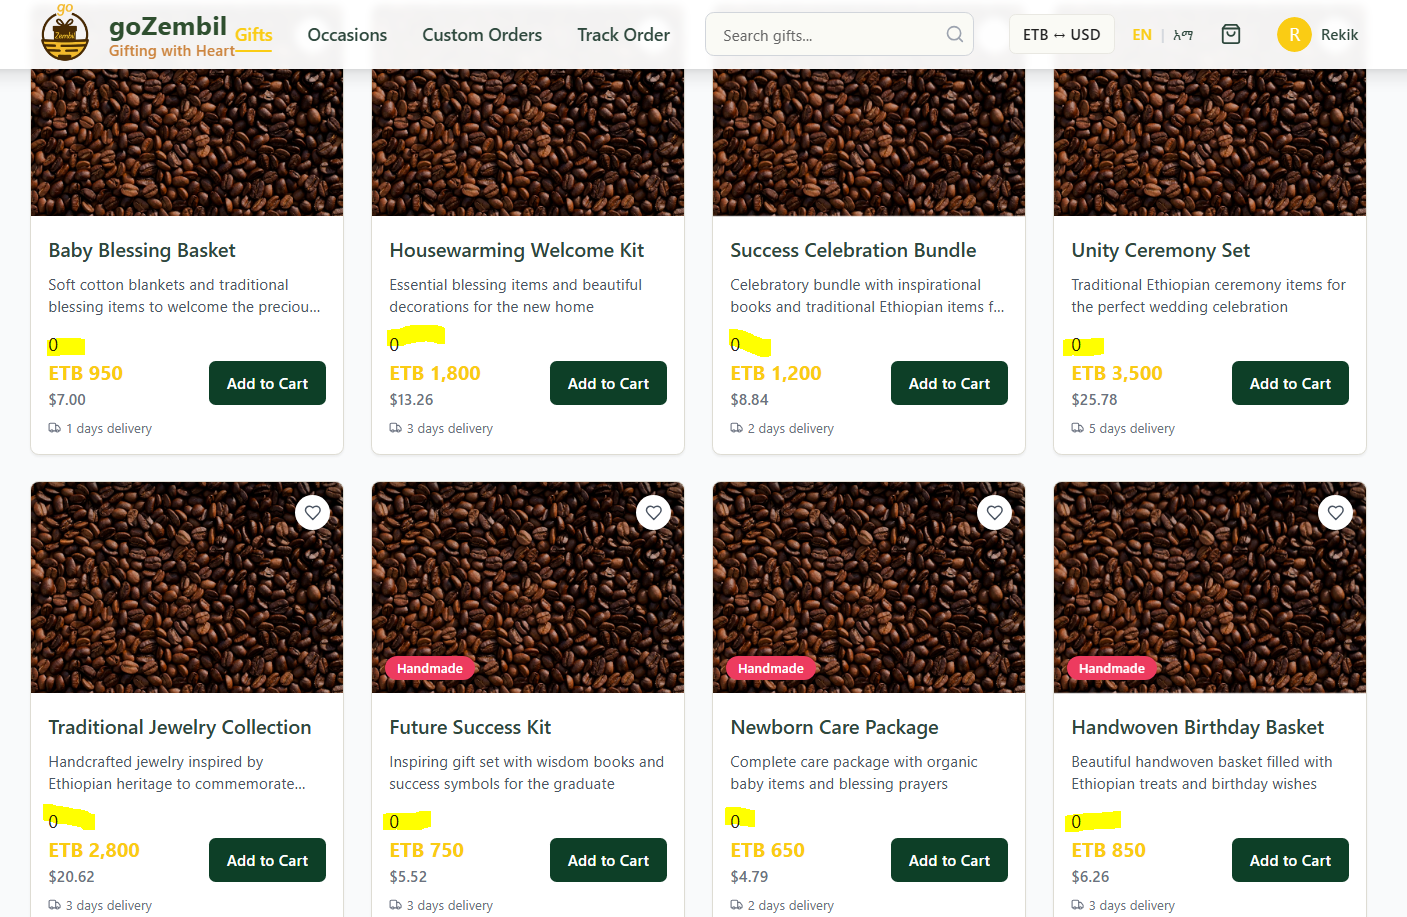 go
Zembil
goZembil
Gifting with Heart
Gifts
Occasions
Custom Orders
Track Order
Search gifts...
ETB ↔ USD
EN | አማ
R
Rekik
Baby Blessing Basket
Soft cotton blankets and traditional
blessing items to welcome the preciou...
0
ETB 950
$7.00
Add to Cart
1 days delivery
Housewarming Welcome Kit
Essential blessing items and beautiful
decorations for the new home
0
ETB 1,800
$13.26
Add to Cart
3 days delivery
Success Celebration Bundle
Celebratory bundle with inspirational
books and traditional Ethiopian items f...
0
ETB 1,200
$8.84
Add to Cart
2 days delivery
Unity Ceremony Set
Traditional Ethiopian ceremony items for
the perfect wedding celebration
0
ETB 3,500
$25.78
Add to Cart
5 days delivery
Traditional Jewelry Collection
Handcrafted jewelry inspired by
Ethiopian heritage to commemorate...
0
ETB 2,800
$20.62
Add to Cart
3 days delivery
Handmade
Future Success Kit
Inspiring gift set with wisdom books and
success symbols for the graduate
0
ETB 750
$5.52
Add to Cart
3 days delivery
Handmade
Newborn Care Package
Complete care package with organic
baby items and blessing prayers
0
ETB 650
$4.79
Add to Cart
2 days delivery
Handmade
Handwoven Birthday Basket
Beautiful handwoven basket filled with
Ethiopian treats and birthday wishes
0
ETB 850
$6.26
Add to Cart
3 days delivery